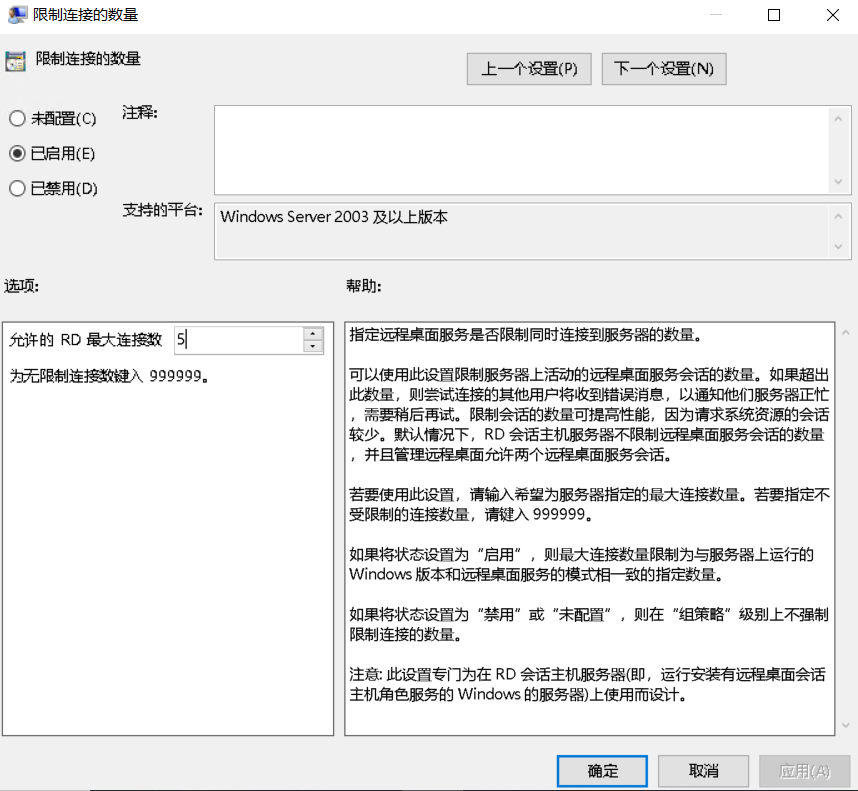 限制连接的数量
限制连接的数量
上一个设置(P)
下一个设置(N)
未配置(C)
注释:
已启用(E)
已禁用(D)
支持的平台:
Windows Server 2003 及以上版本
选项:
帮助:
允许的 RD 最大连接数
5
为无限制连接数键入 999999。
指定远程桌面服务是否限制同时连接到服务器的数量。
可以使用此设置限制服务器上活动的远程桌面服务会话的数量。如果超出
此数量，则尝试连接的其他用户将收到错误消息，以通知他们服务器正忙
，需要稍后再试。限制会话的数量可提高性能，因为请求系统资源的会话
较少。默认情况下，RD 会话主机服务器不限制远程桌面服务会话的数量
，并且管理远程桌面允许两个远程桌面服务会话。
若要使用此设置，请输入希望为服务器指定的最大连接数量。若要指定不
受限制的连接数量，请键入 999999。
如果将状态设置为“启用”，则最大连接数量限制为与服务器上运行的
Windows 版本和远程桌面服务的模式相一致的指定数量。
如果将状态设置为“禁用”或“未配置”，则在“组策略”级别上不强制
限制连接的数量。
注意: 此设置专门为在 RD 会话主机服务器(即，运行安装有远程桌面会话
主机角色服务的 Windows 的服务器)上使用而设计。
确定
取消
应用(A)